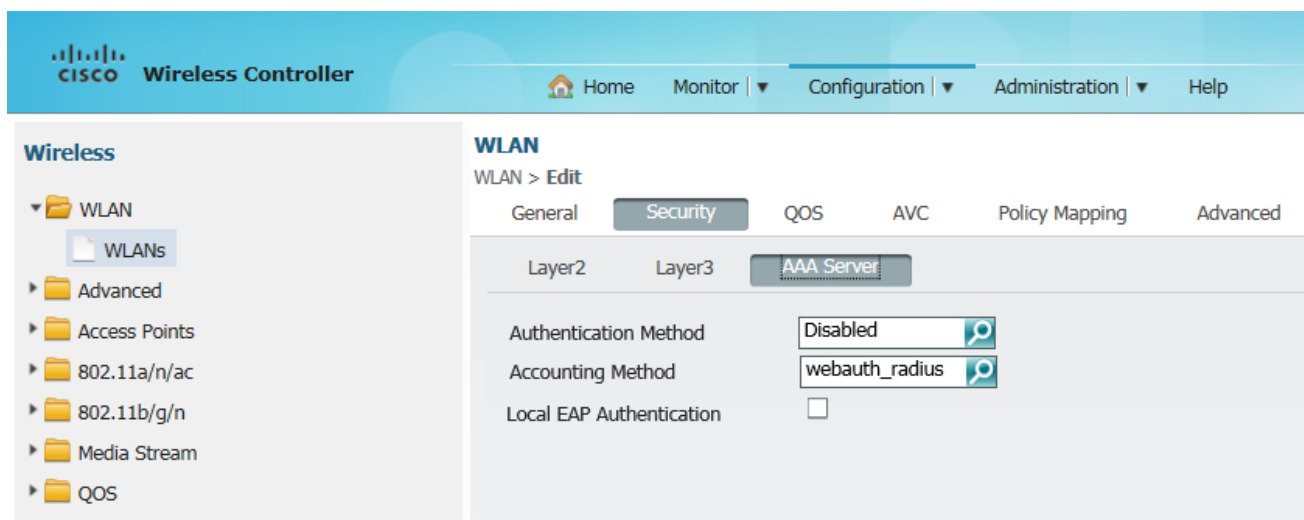 CISCO Wireless Controller
Home Monitor Configuration Administration Help
Wireless
WLAN
WLANs
Advanced
Access Points
802.11a/n/ac
802.11b/g/n
Media Stream
QOS
WLAN
WLAN > Edit
General Security QOS AVC Policy Mapping Advanced
Layer2 Layer3 AAA Server
Authentication Method Disabled
Accounting Method webauth_radius
Local EAP Authentication